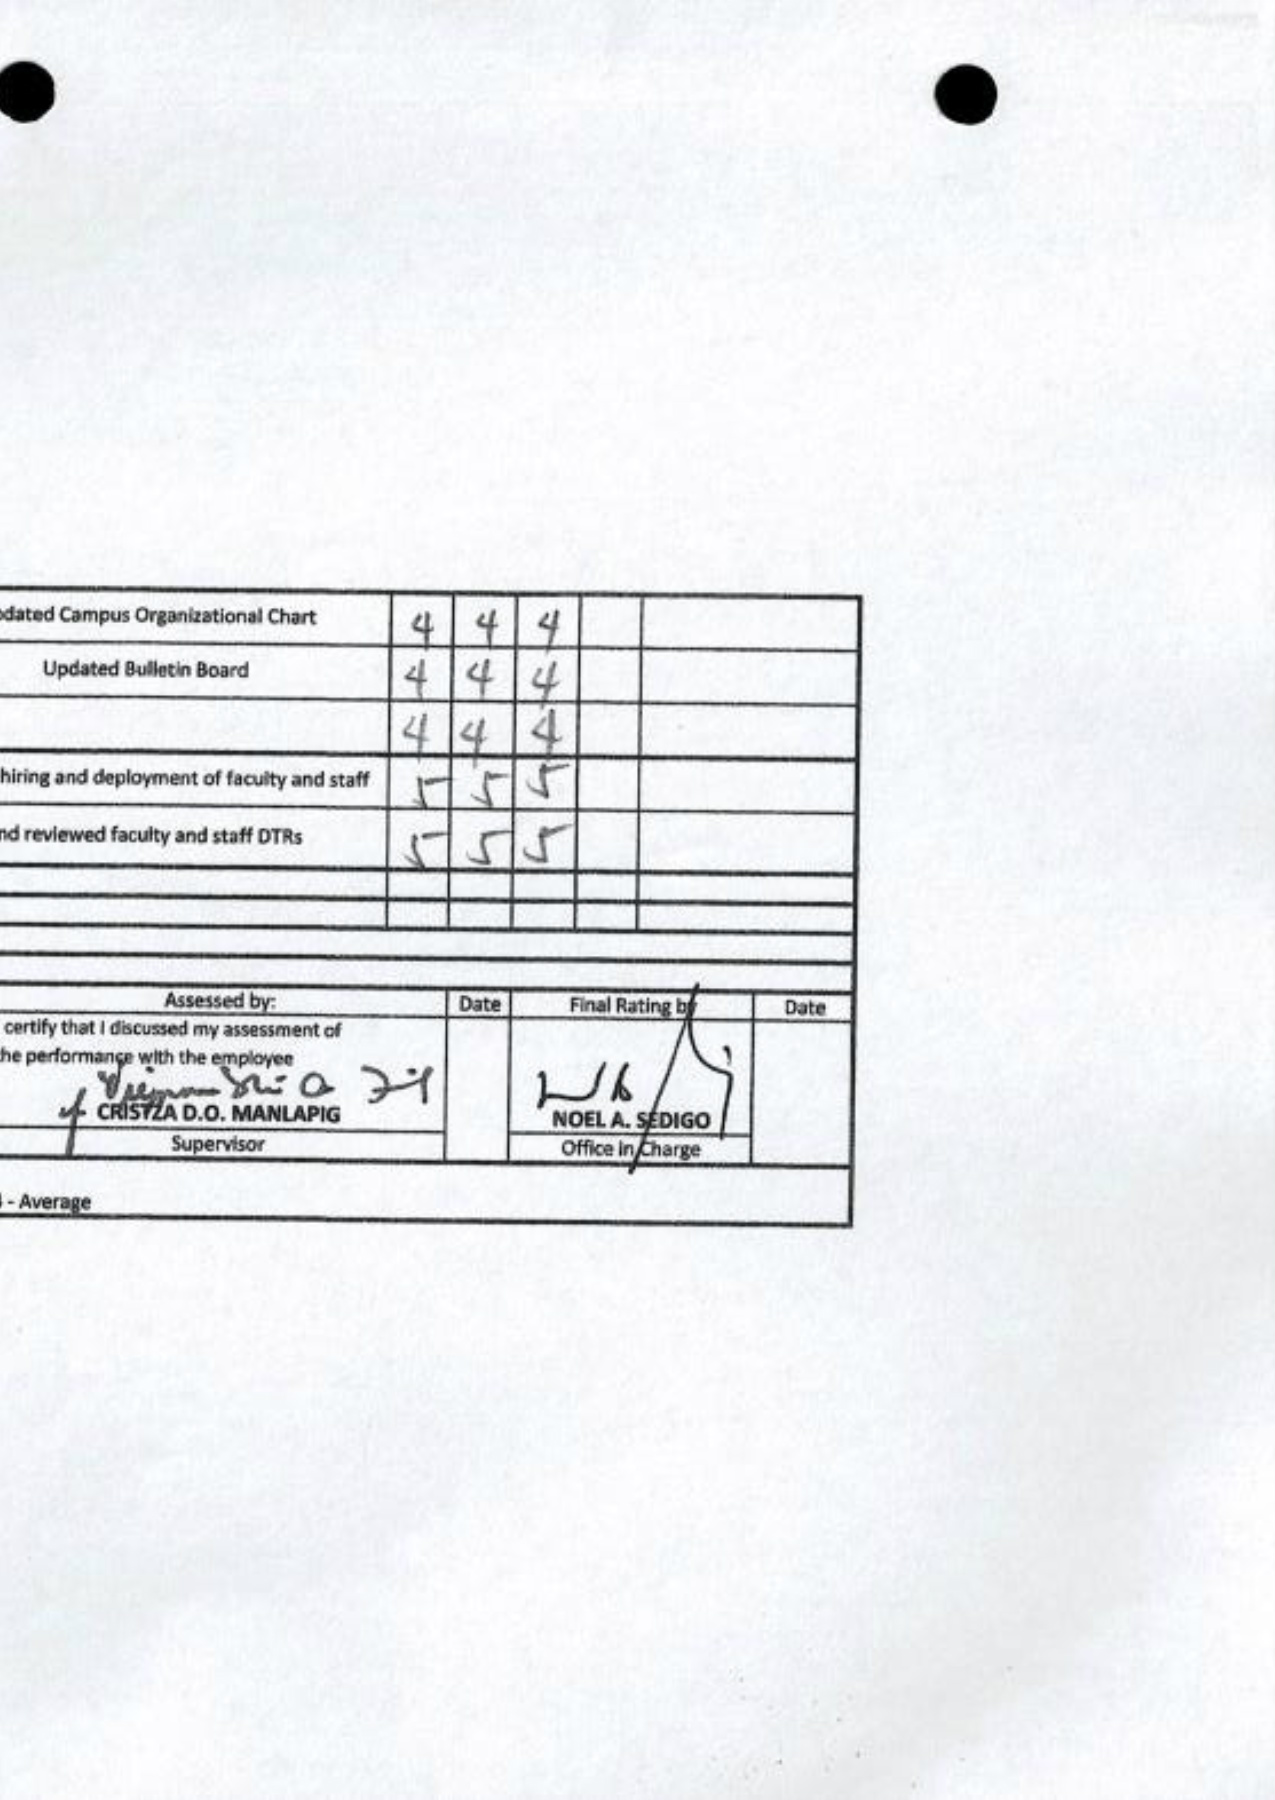 dated Campus Organizational Chart 4 4 4
Updated Bulletin Board 4 4 4
4 4 4
hiring and deployment of faculty and staff 5 5 5
nd reviewed faculty and staff DTRs 5 5 5
Assessed by: Date Final Rating by Date
certify that I discussed my assessment of
he performance with the employee
CRISTZA D.O. MANLAPIG NOEL A. SEDIGO
Supervisor Office in Charge
- Average